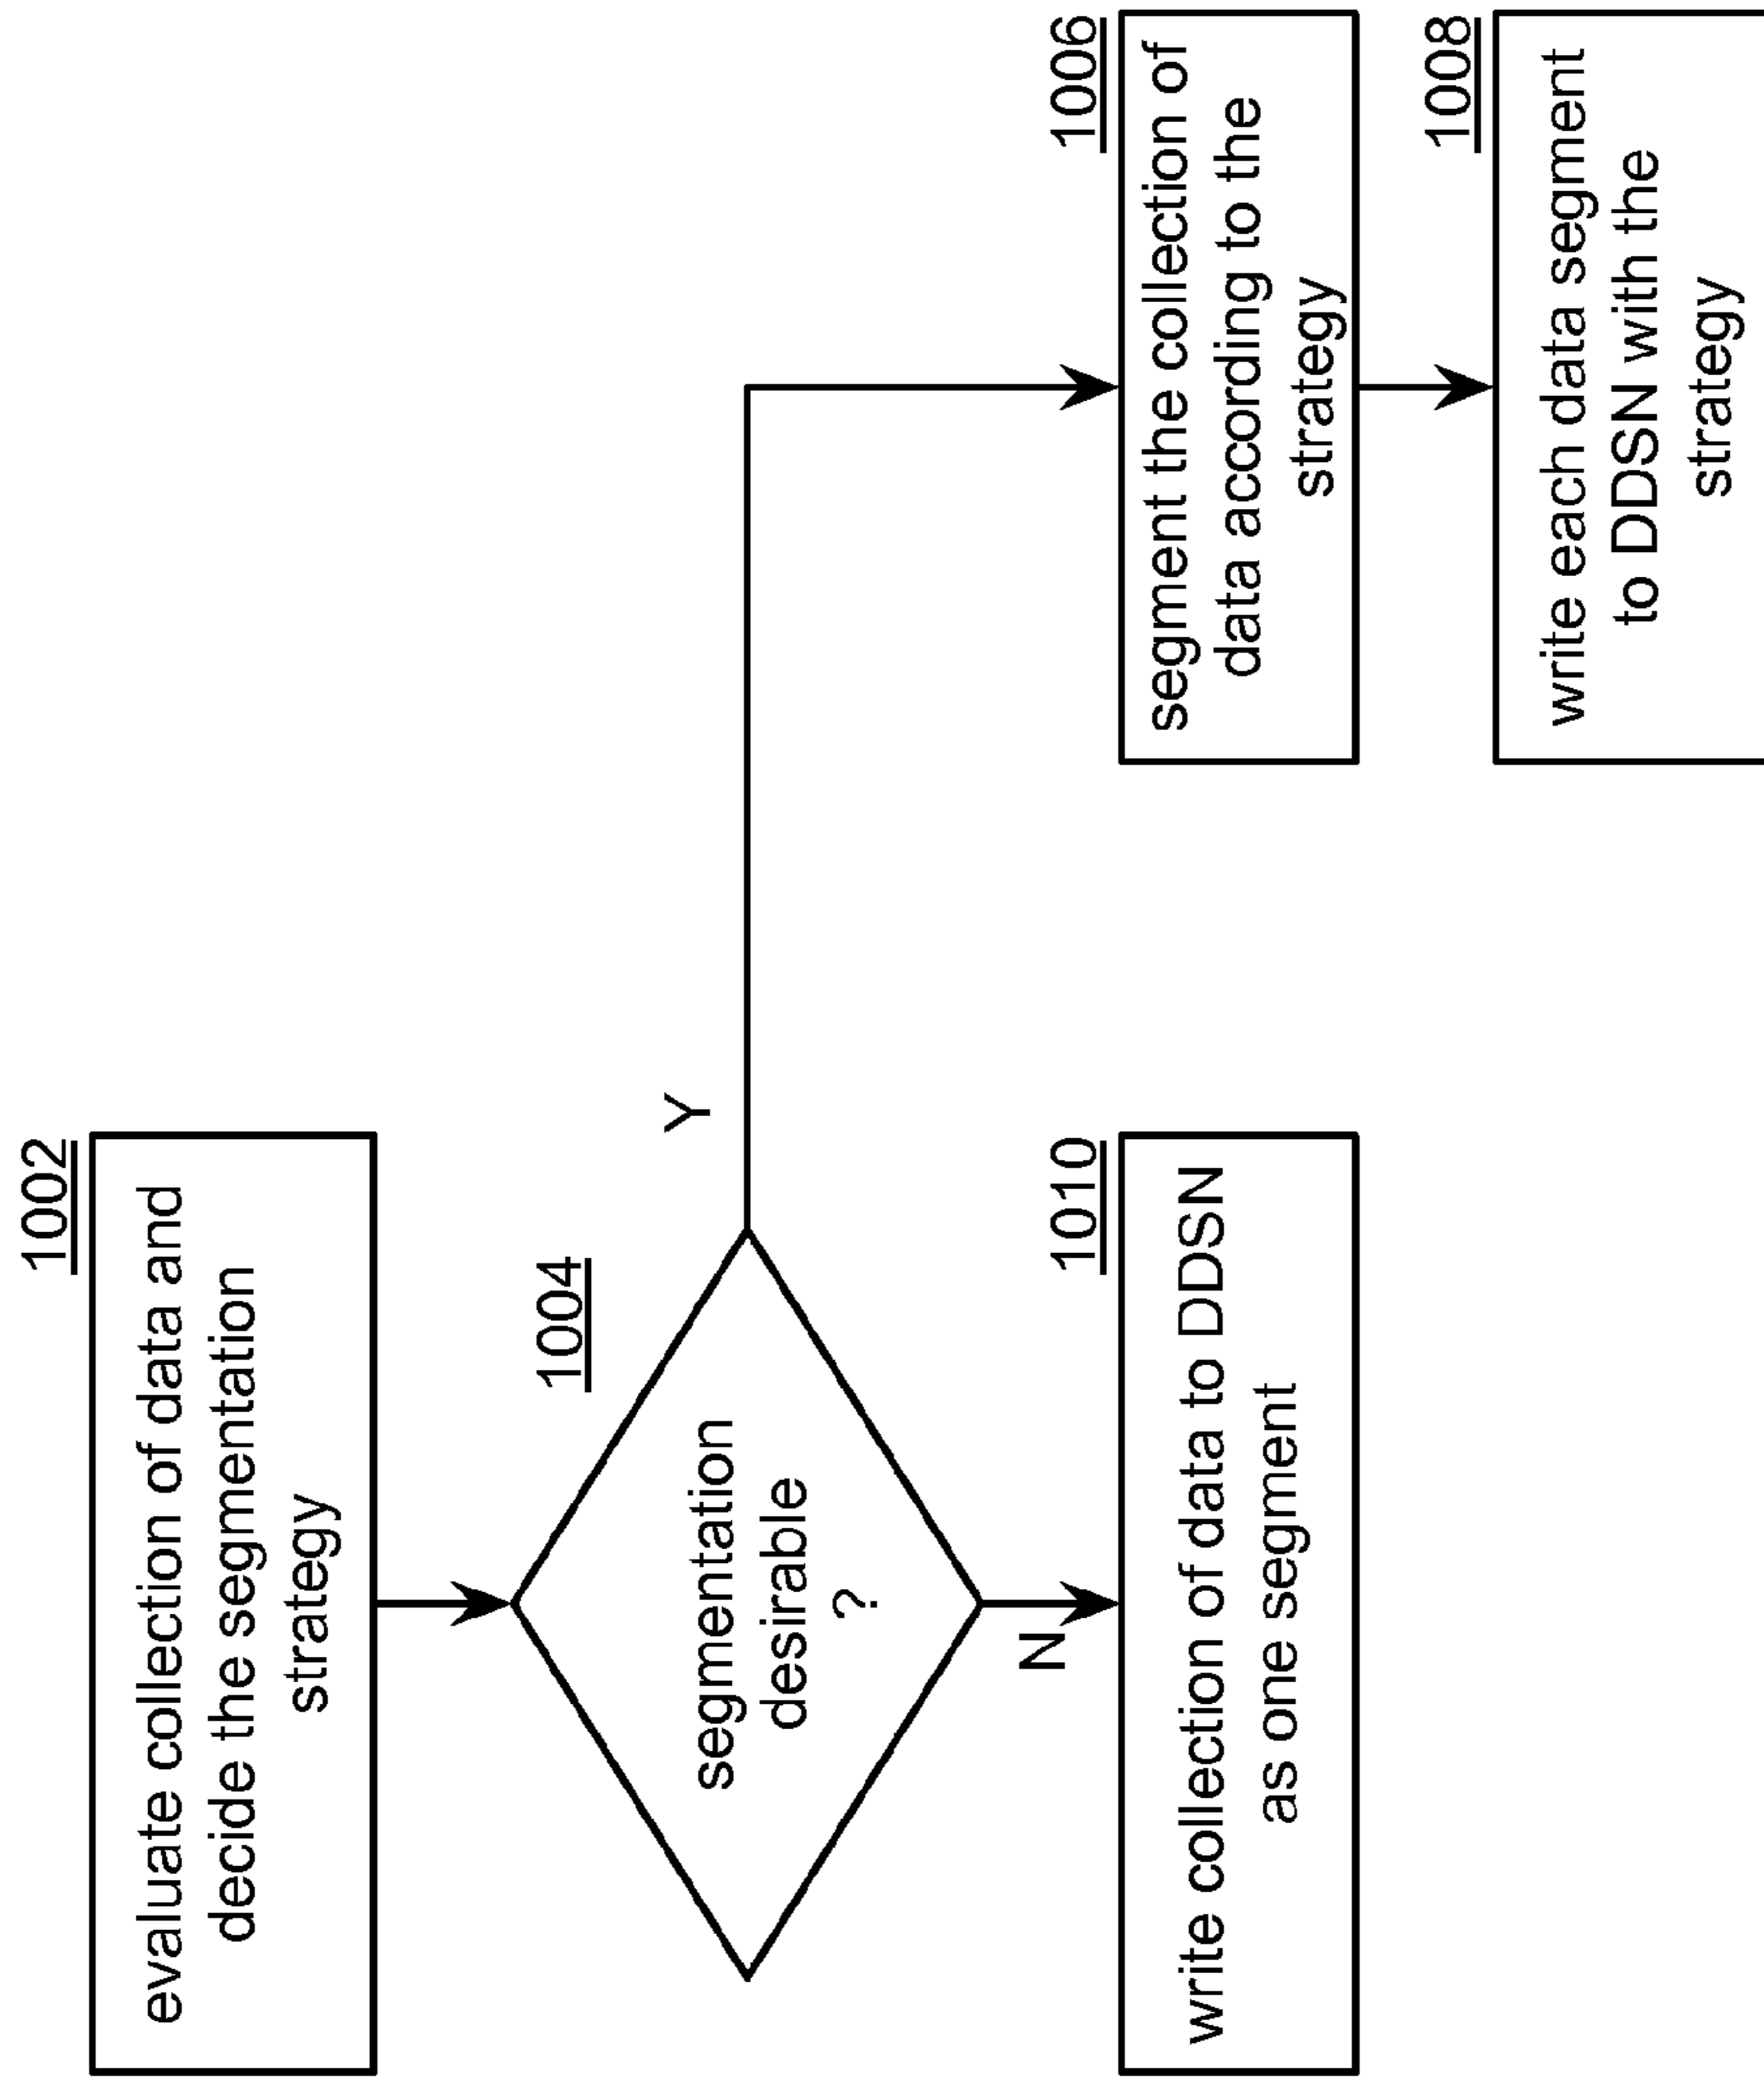 1002
evaluate collection of data and
decide the segmentation
strategy
1004
segmentation
desirable
?
Y
N
1010
write collection of data to DDSN
as one segment
1006
segment the collection of
data according to the
strategy
1008
write each data segment
to DDSN with the
strategy